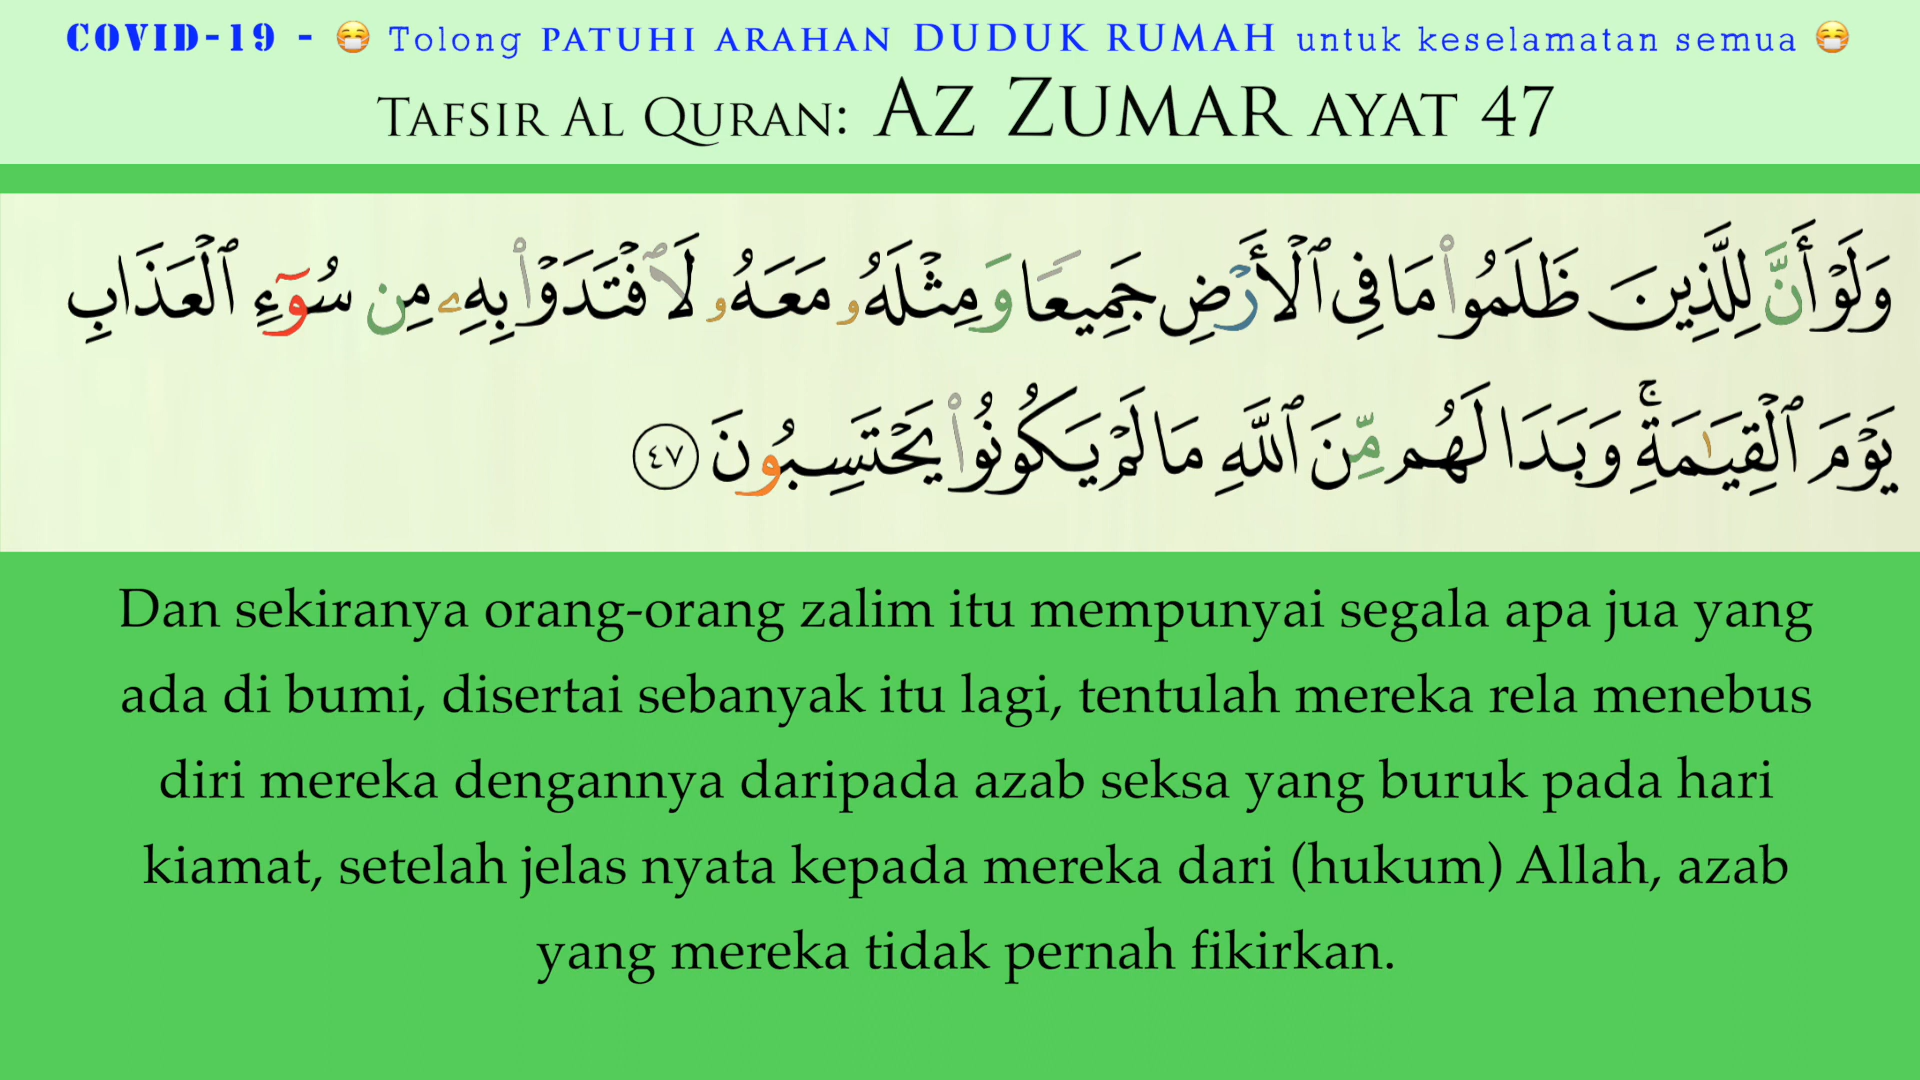 COVID-19 - 😷 Tolong PATUHI ARAHAN DUDUK RUMAH untuk keselamatan semua 😷
TAFSIR AL QURAN: AZ ZUMAR AYAT 47
وَلَوْ أَنَّ لِلَّذِينَ ظَلَمُوا۟ مَا فِى ٱلْأَرْضِ جَمِيعًا وَمِثْلَهُۥ مَعَهُۥ لَٱفْتَدَوْا۟ بِهِۦ مِن سُوٓءِ ٱلْعَذَابِ
يَوْمَ ٱلْقِيَـٰمَةِ ۚ وَبَدَا لَهُم مِّنَ ٱللَّهِ مَا لَمْ يَكُونُوا۟ يَحْتَسِبُونَ ٤٧
Dan sekiranya orang-orang zalim itu mempunyai segala apa jua yang
ada di bumi, disertai sebanyak itu lagi, tentulah mereka rela menebus
diri mereka dengannya daripada azab seksa yang buruk pada hari
kiamat, setelah jelas nyata kepada mereka dari (hukum) Allah, azab
yang mereka tidak pernah fikirkan.